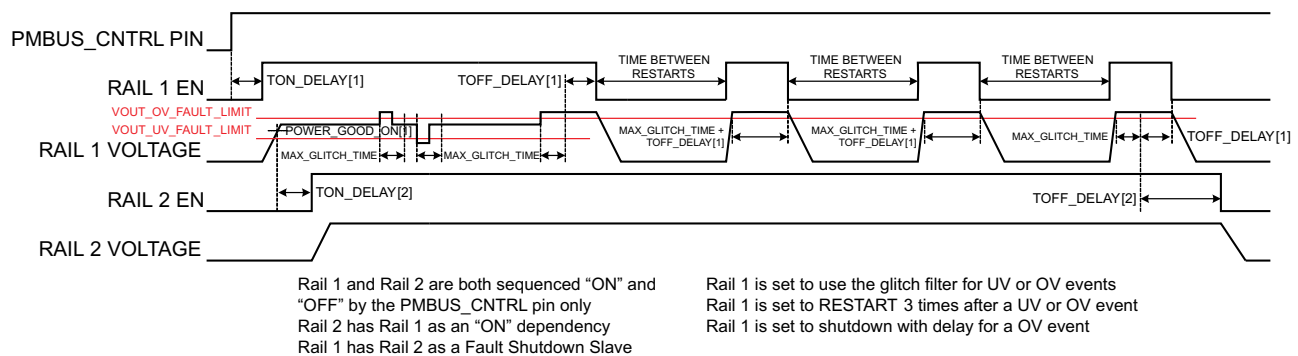 PMBUS_CNTRL PIN
RAIL 1 EN
TON_DELAY[1]
TOFF_DELAY[1]
TIME BETWEEN
RESTARTS
TIME BETWEEN
RESTARTS
TIME BETWEEN
RESTARTS
VOUT_OV_FAULT_LIMIT
VOUT_UV_FAULT_LIMIT
POWER_GOOD_ON[1]
RAIL 1 VOLTAGE
MAX_GLITCH_TIME
MAX_GLITCH_TIME
MAX_GLITCH_TIME +
TOFF_DELAY[1]
MAX_GLITCH_TIME +
TOFF_DELAY[1]
MAX_GLITCH_TIME
TOFF_DELAY[1]
RAIL 2 EN
TON_DELAY[2]
TOFF_DELAY[2]
RAIL 2 VOLTAGE
Rail 1 and Rail 2 are both sequenced “ON” and
“OFF” by the PMBUS_CNTRL pin only
Rail 2 has Rail 1 as an “ON” dependency
Rail 1 has Rail 2 as a Fault Shutdown Slave
Rail 1 is set to use the glitch filter for UV or OV events
Rail 1 is set to RESTART 3 times after a UV or OV event
Rail 1 is set to shutdown with delay for a OV event